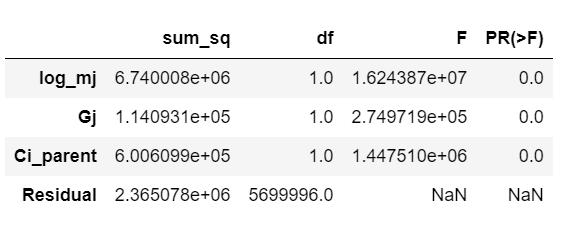 sum_sq df F PR(>F)
log_mj 6.740008e+06 1.0 1.624387e+07 0.0
Gj 1.140931e+05 1.0 2.749719e+05 0.0
Ci_parent 6.006099e+05 1.0 1.447510e+06 0.0
Residual 2.365078e+06 5699996.0 NaN NaN